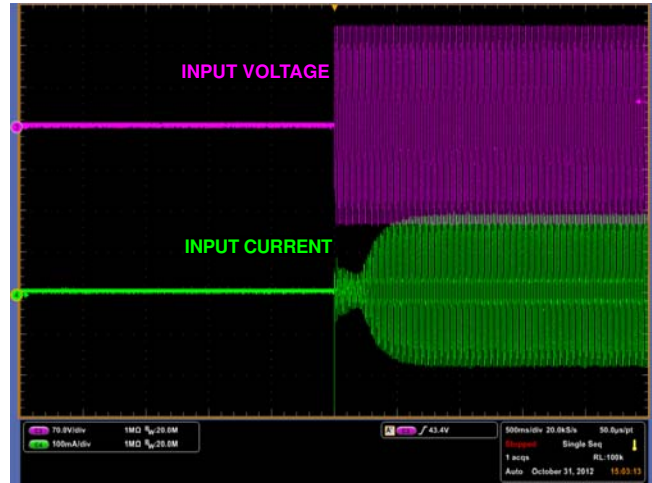 INPUT VOLTAGE
INPUT CURRENT
70.0V/div 1MΩ BW:20.0M
100mA/div 1MΩ BW:20.0M
A' 43.4V
500ms/div 20.0kS/s 50.0µs/pt
Stopped Single Seq
1 acqs RL:100k
Auto October 31, 2012 15:03:13